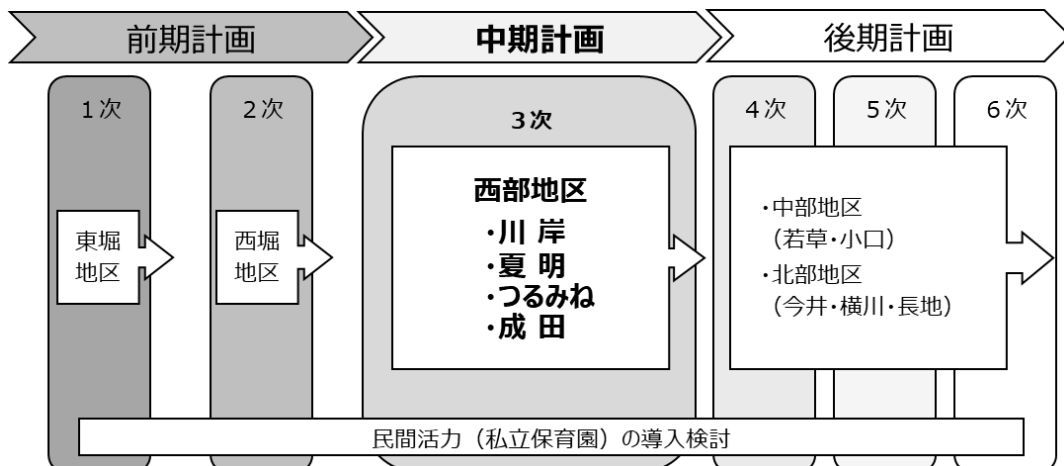 前期計画
中期計画
後期計画
1次
2次
3次
4次
5次
6次
東堀
地区
西堀
地区
西部地区
・川 岸
・夏 明
・つるみね
・成 田
・中部地区
（若草・小口）
・北部地区
（今井・横川・長地）
民間活力（私立保育園）の導入検討